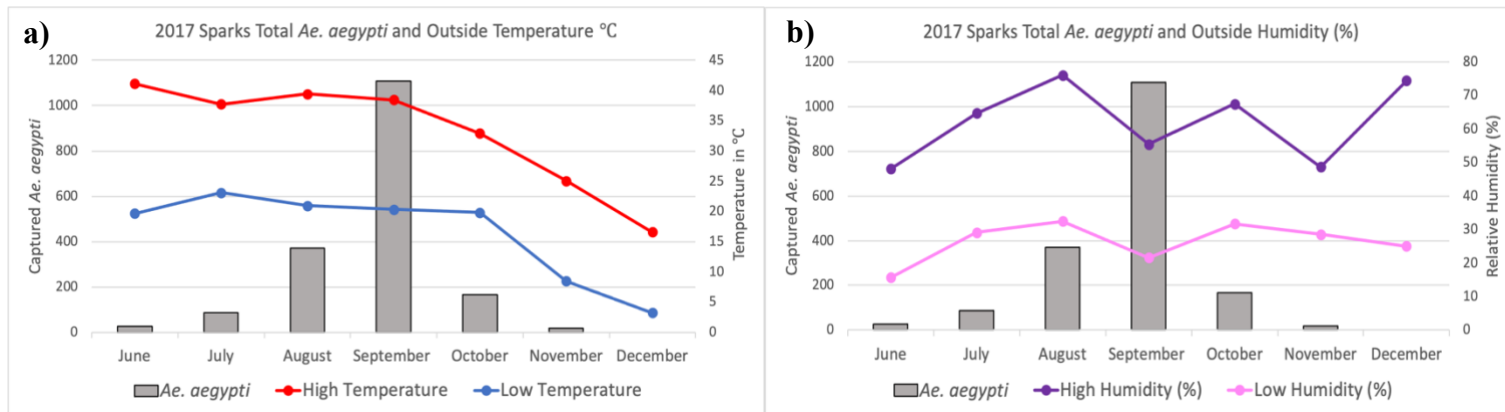 a)
2017 Sparks Total Ae. aegypti and Outside Temperature °C
Captured Ae. aegypti
1200
1000
800
600
400
200
0
45
40
35
30
25
20
15
10
5
0
Temperature in °C
June July August September October November December
Ae. aegypti High Temperature Low Temperature
b)
2017 Sparks Total Ae. aegypti and Outside Humidity (%)
Captured Ae. aegypti
1200
1000
800
600
400
200
0
80
70
60
50
40
30
20
10
0
Relative Humidity (%)
June July August September October November December
Ae. aegypti High Humidity (%) Low Humidity (%)